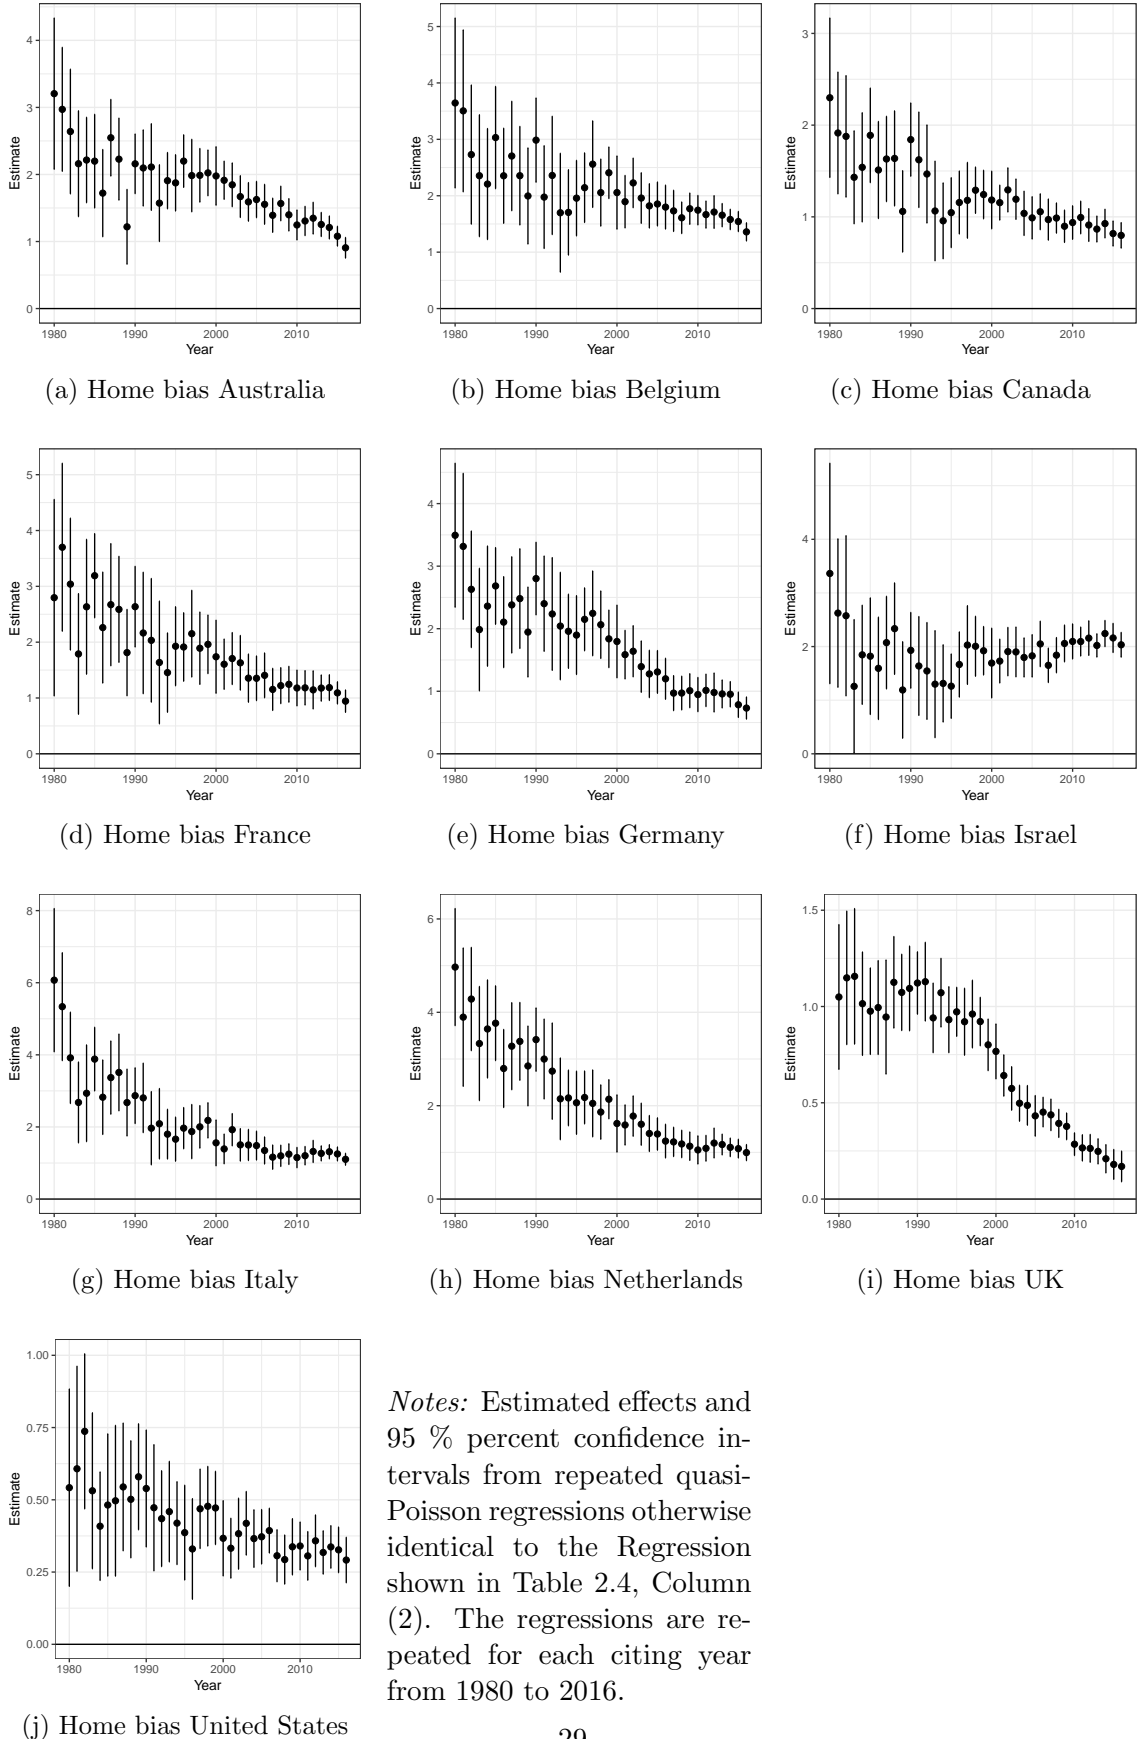 4
3
2
1
0
Estimate
1980 1990 2000 2010
Year
(a) Home bias Australia
5
4
3
2
1
0
Estimate
1980 1990 2000 2010
Year
(b) Home bias Belgium
3
2
1
0
Estimate
1980 1990 2000 2010
Year
(c) Home bias Canada
5
4
3
2
1
0
Estimate
1980 1990 2000 2010
Year
(d) Home bias France
4
3
2
1
0
Estimate
1980 1990 2000 2010
Year
(e) Home bias Germany
4
2
0
Estimate
1980 1990 2000 2010
Year
(f) Home bias Israel
8
6
4
2
0
Estimate
1980 1990 2000 2010
Year
(g) Home bias Italy
6
4
2
0
Estimate
1980 1990 2000 2010
Year
(h) Home bias Netherlands
1.5
1.0
0.5
0.0
Estimate
1980 1990 2000 2010
Year
(i) Home bias UK
1.00
0.75
0.50
0.25
0.00
Estimate
1980 1990 2000 2010
Year
(j) Home bias United States
Notes: Estimated effects and
95 % percent confidence in-
tervals from repeated quasi-
Poisson regressions otherwise
identical to the Regression
shown in Table 2.4, Column
(2). The regressions are re-
peated for each citing year
from 1980 to 2016.
29